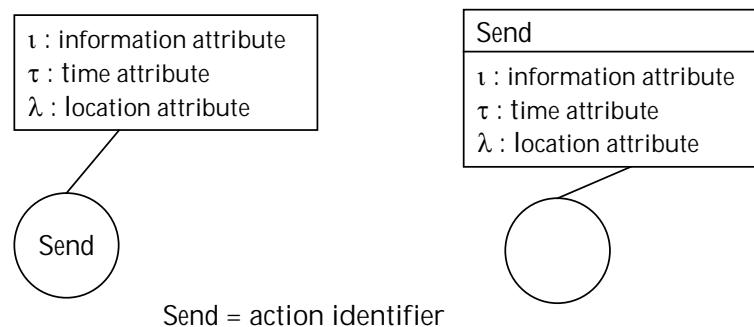 ι : information attribute
τ : time attribute
λ : location attribute
Send
Send
ι : information attribute
τ : time attribute
λ : location attribute
Send = action identifier